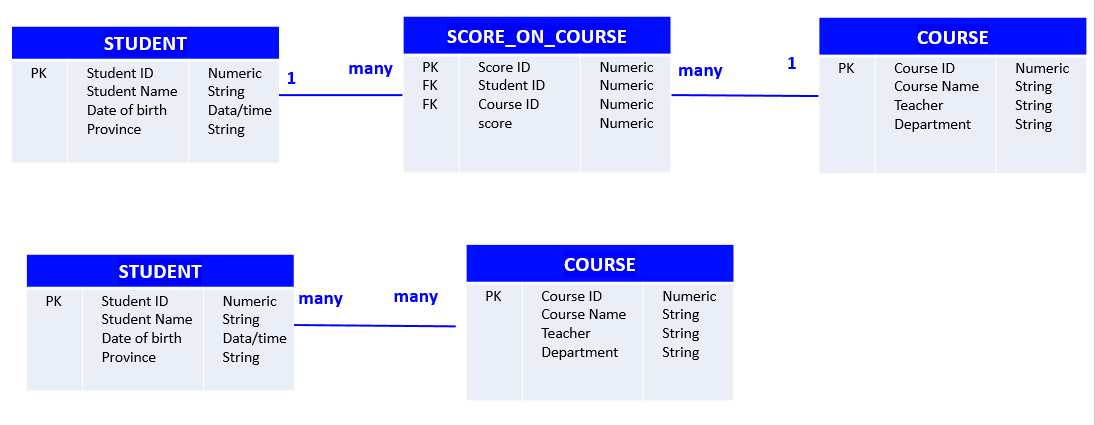 STUDENT
PK Student ID Numeric
Student Name String
Date of birth Data/time
Province String
1 many
SCORE_ON_COURSE
PK Score ID Numeric
FK Student ID Numeric
FK Course ID Numeric
score Numeric
many 1
COURSE
PK Course ID Numeric
Course Name String
Teacher String
Department String
STUDENT
PK Student ID Numeric
Student Name String
Date of birth Data/time
Province String
many many
COURSE
PK Course ID Numeric
Course Name String
Teacher String
Department String